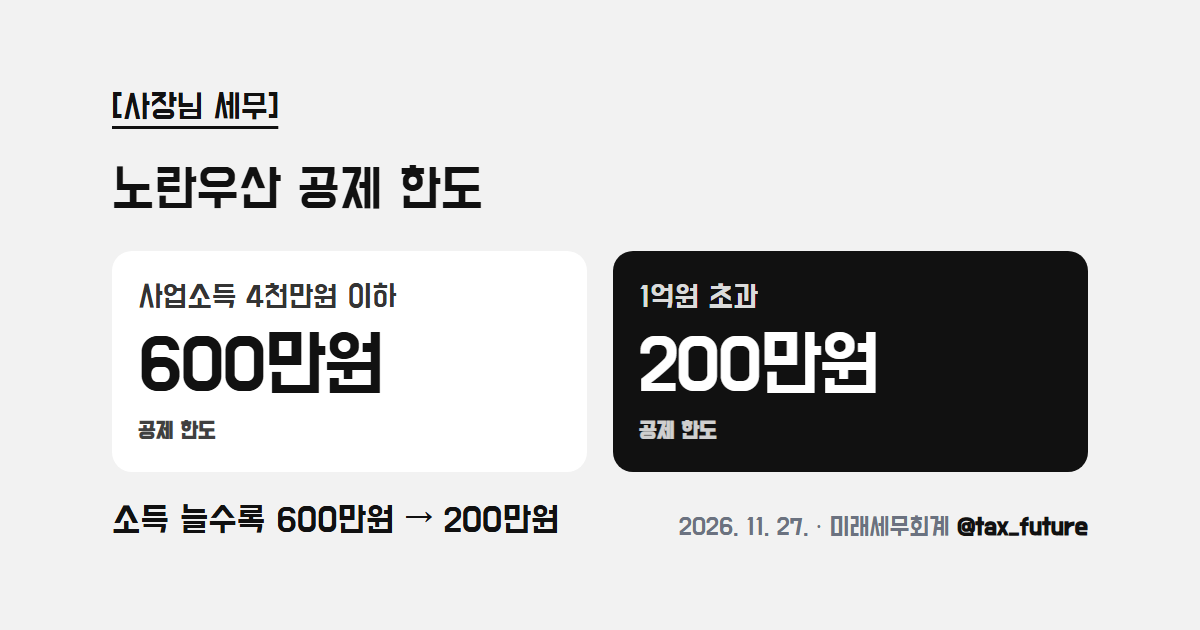 [사장님 세무]
노란우산 공제 한도
사업소득 4천만원 이하
600만원
공제 한도
1억원 초과
200만원
공제 한도
소득 늘수록 600만원 → 200만원
2026. 11. 27. · 미래세무회계 @tax_future